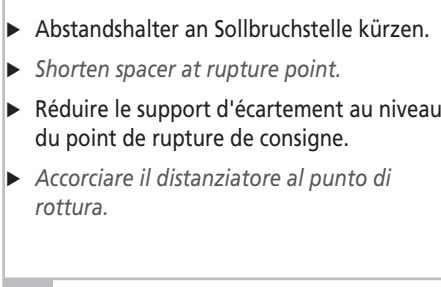 ▶ Abstandshalter an Sollbruchstelle kürzen.
▶ Shorten spacer at rupture point.
▶ Réduire le support d'écartement au niveau
du point de rupture de consigne.
▶ Accorciare il distanziatore al punto di
rottura.